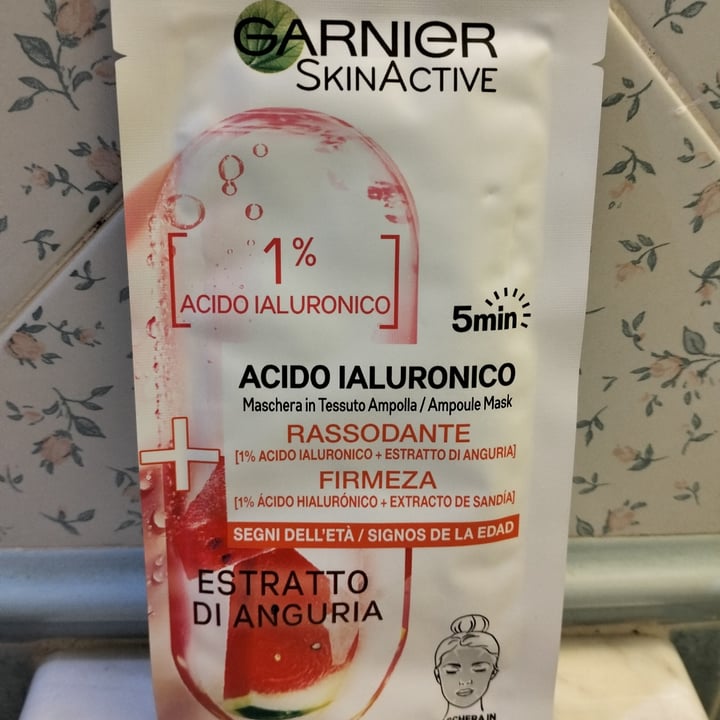 GARNIER
SKINACTIVE
1%
ACIDO IALURONICO
5min
ACIDO IALURONICO
Maschera in Tessuto Ampolla / Ampoule Mask
RASSODANTE
[1% ACIDO IALURONICO + ESTRATTO DI ANGURIA]
FIRMEZA
[1% ÁCIDO HIALURÓNICO + EXTRACTO DE SANDÍA]
SEGNI DELL'ETÀ / SIGNOS DE LA EDAD
ESTRATTO
DI ANGURIA